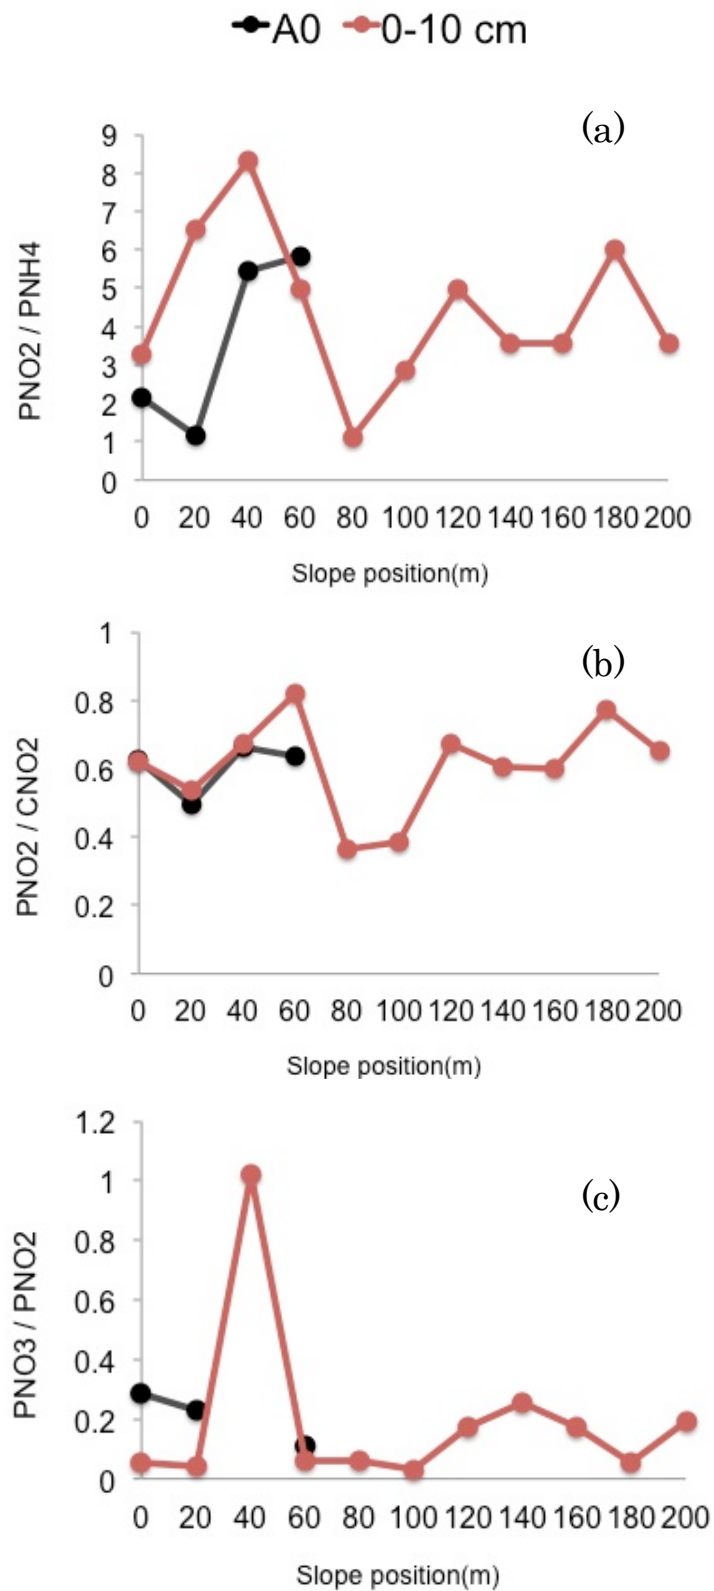 A0 0-10 cm
(a)
9
8
7
6
5
4
3
2
1
0
PNO2 / PNH4
0 20 40 60 80 100 120 140 160 180 200
Slope position(m)
(b)
1
0.8
0.6
0.4
0.2
0
PNO2 / CNO2
0 20 40 60 80 100 120 140 160 180 200
Slope position(m)
(c)
1.2
1
0.8
0.6
0.4
0.2
0
PNO3 / PNO2
0 20 40 60 80 100 120 140 160 180 200
Slope position(m)